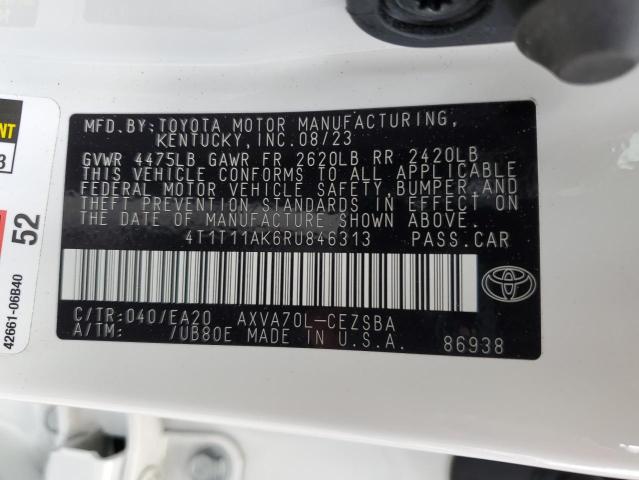 MFD.BY:TOYOTA MOTOR MANUFACTURING,
KENTUCKY,INC.08/23
GVWR 4475LB GAWR FR 2620LB RR 2420LB
THIS VEHICLE CONFORMS TO ALL APPLICABLE
FEDERAL MOTOR VEHICLE SAFETY,BUMPER,AND
THEFT PREVENTION STANDARDS IN EFFECT ON
THE DATE OF MANUFACTURE SHOWN ABOVE.
4T1T11AK6RU846313 PASS.CAR
C/TR:040/EA20 AXVA70L-CEZSBA
A/TM: /UB80E MADE IN U.S.A. 86938
52
42661-06B40